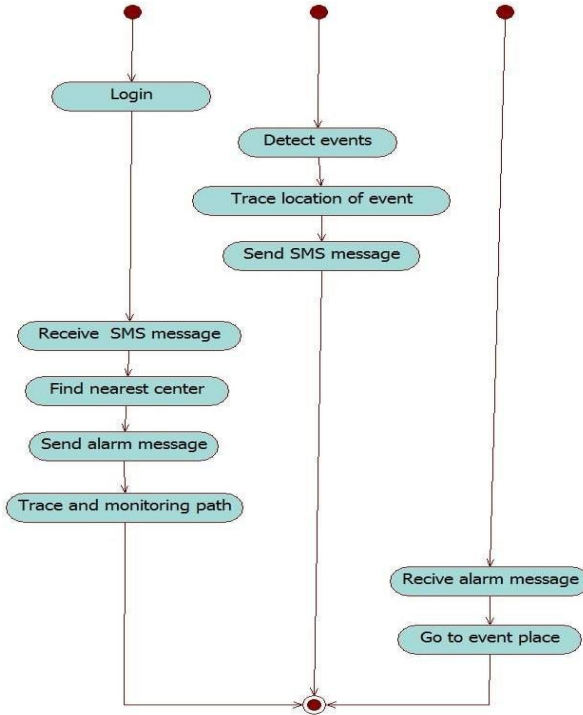 Login
Detect events
Trace location of event
Send SMS message
Receive SMS message
Find nearest center
Send alarm message
Trace and monitoring path
Recive alarm message
Go to event place